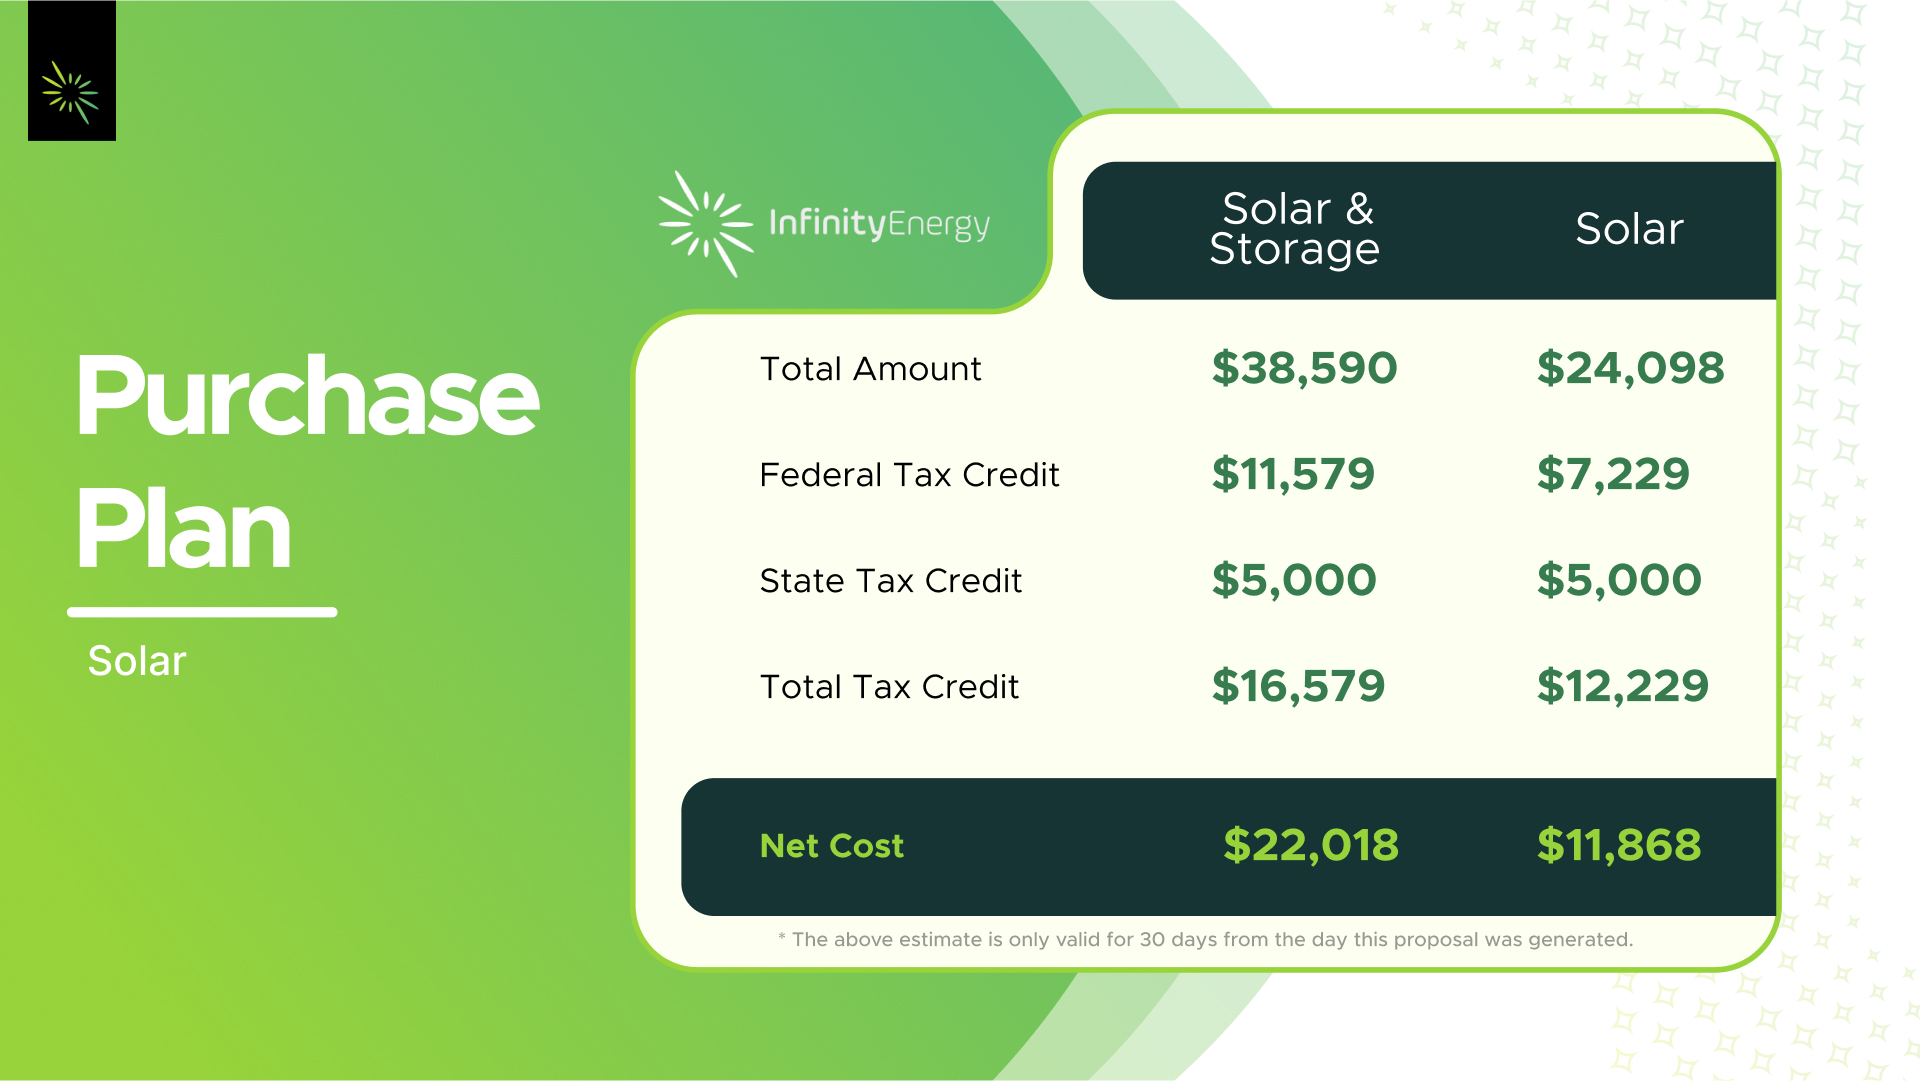 InfinityEnergy
Solar &
Storage
Solar
Purchase
Plan
Solar
Total Amount $38,590 $24,098
Federal Tax Credit $11,579 $7,229
State Tax Credit $5,000 $5,000
Total Tax Credit $16,579 $12,229
Net Cost $22,018 $11,868
* The above estimate is only valid for 30 days from the day this proposal was generated.